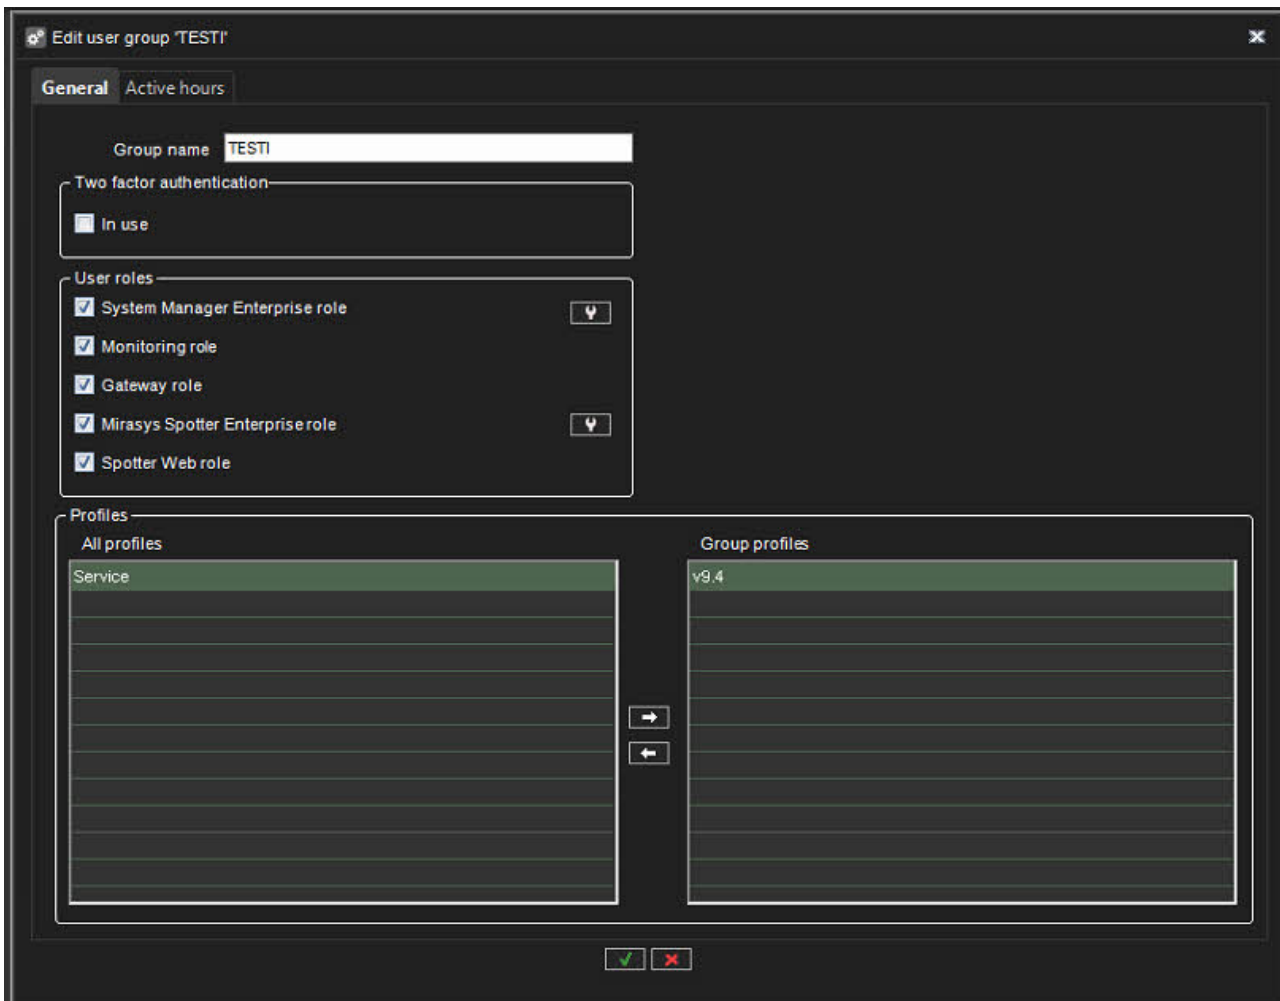 Edit user group 'TESTI'
General Active hours
Group name TESTI
Two factor authentication
In use
User roles
System Manager Enterprise role
Monitoring role
Gateway role
Mirasys Spotter Enterprise role
Spotter Web role
Profiles
All profiles Group profiles
Service v9.4